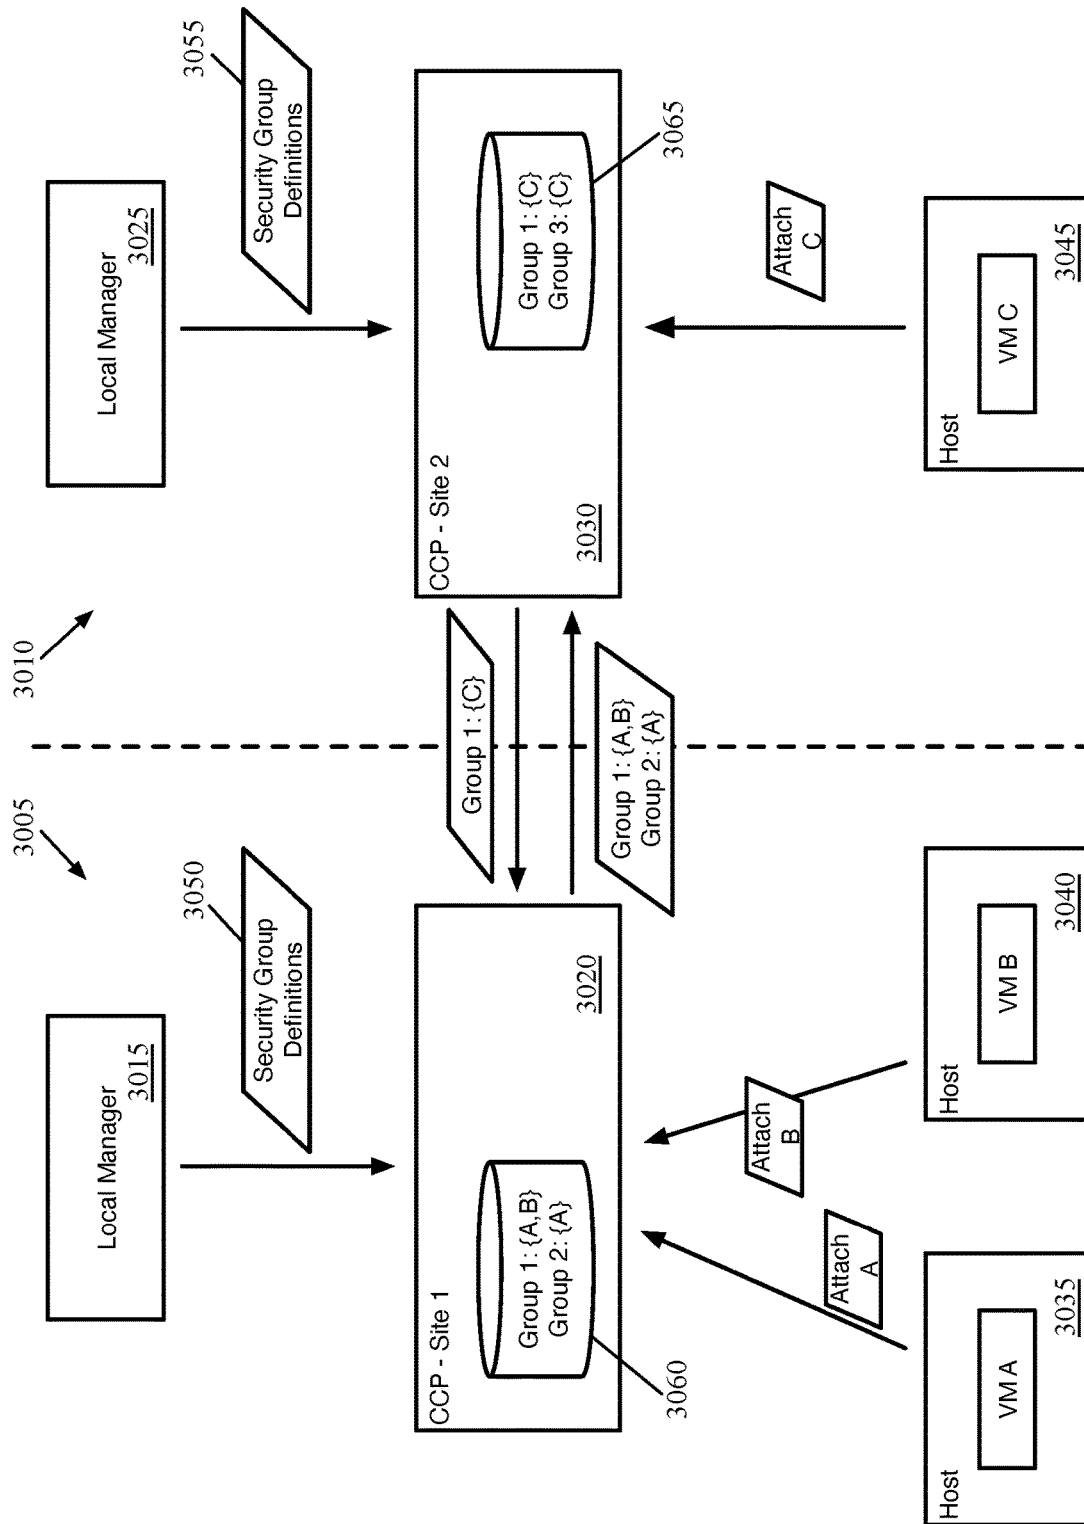 3005
3010
Local Manager
3015
Local Manager
3025
Security Group
Definitions
3050
Security Group
Definitions
3055
CCP - Site 1
Group 1: {A,B}
Group 2: {A}
3020
3060
Group 1: {C}
Group 1: {A,B}
Group 2: {A}
CCP - Site 2
3030
Group 1: {C}
Group 3: {C}
3065
Attach
A
Attach
B
Attach
C
Host
VM A
3035
Host
VM B
3040
Host
VM C
3045